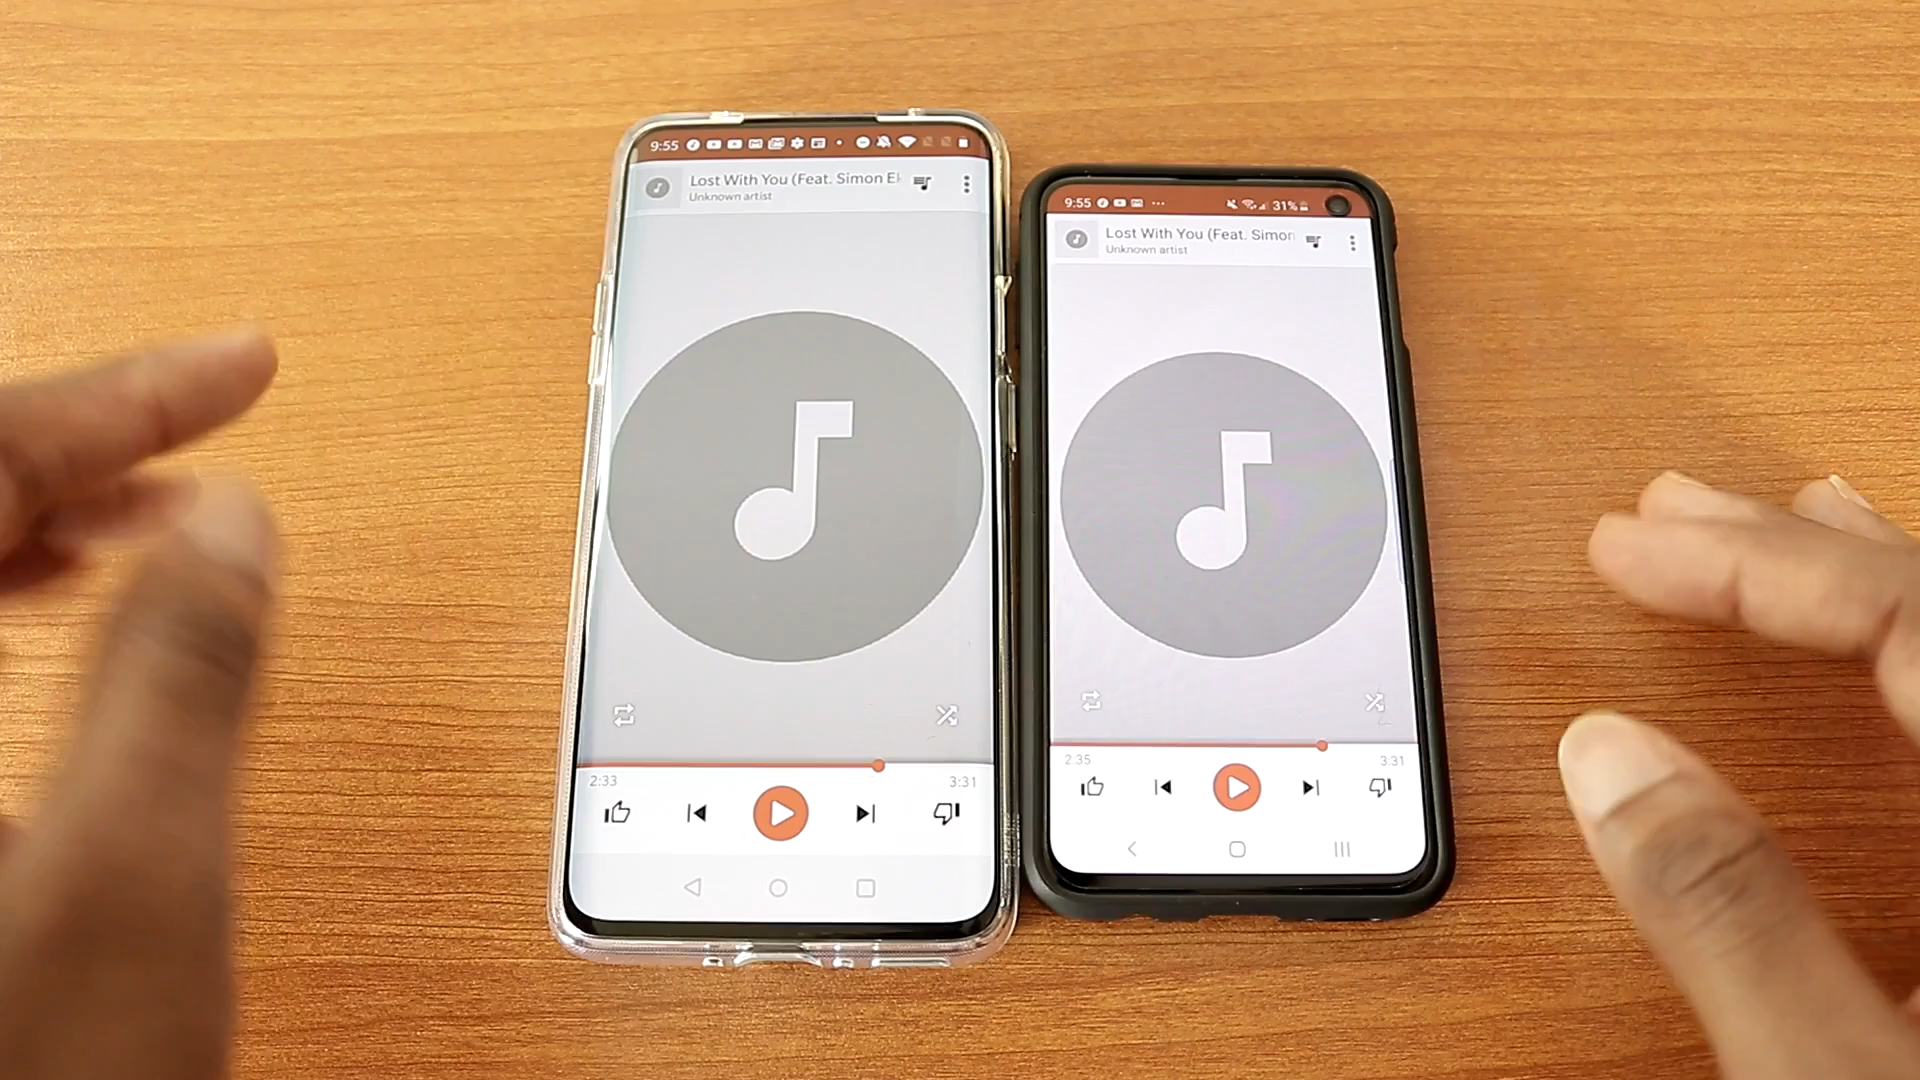 9:55
Lost With You (Feat. Simon El
Unknown artist
2:33
3:31
9:55
31%
Lost With You (Feat. Simon
Unknown artist
2:35
3:31